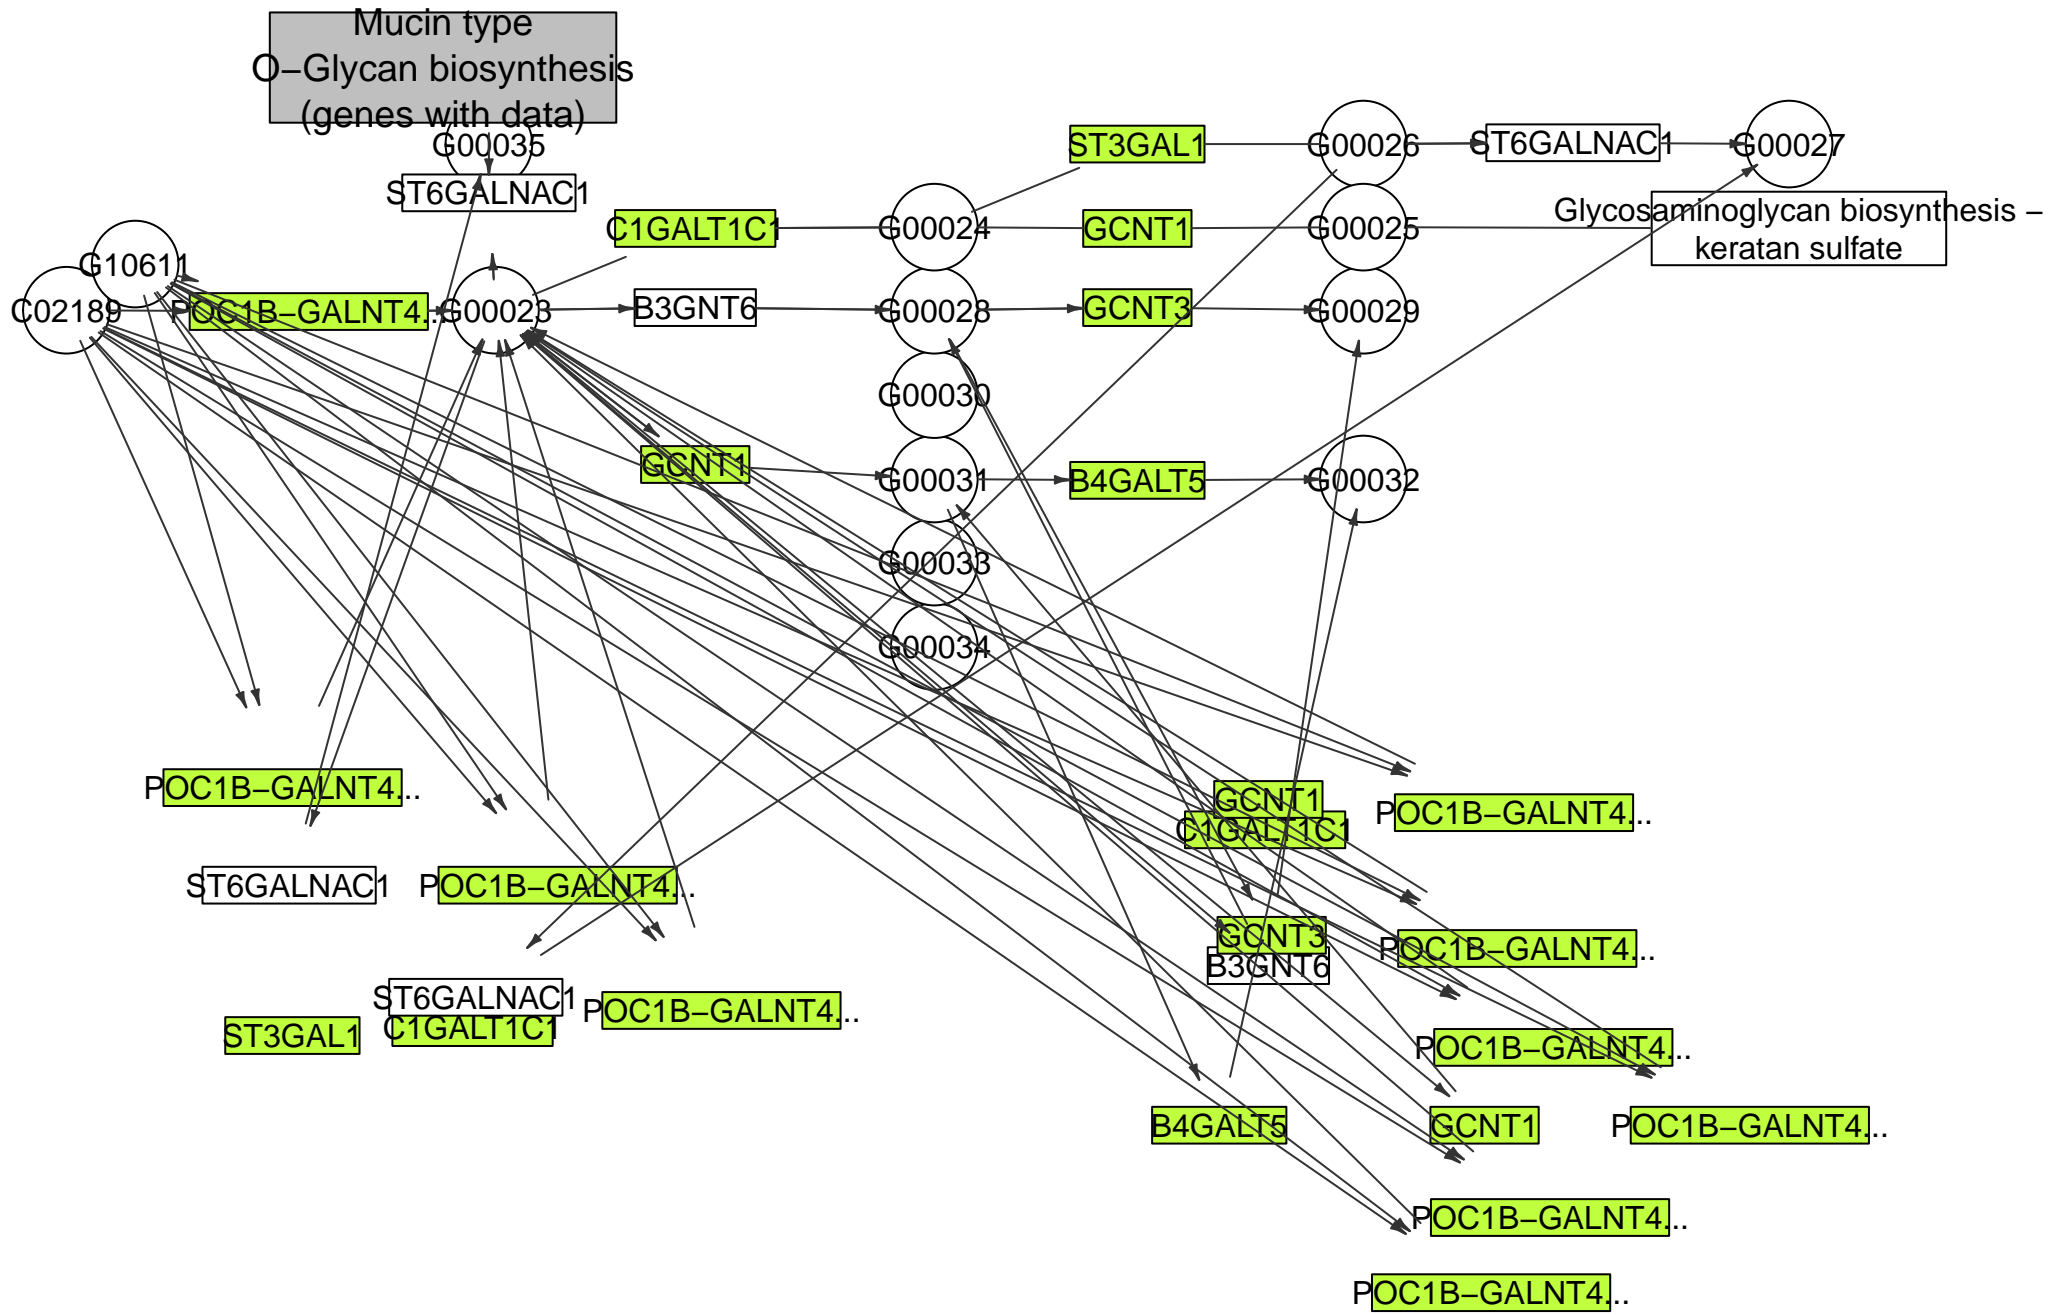 Mucin type
O−Glycan biosynthesis
(genes with data)
G00035
ST3GAL1
G00026
ST6GALNAC1
G00027
ST6GALNAC1
C1GALT1C1
G00024
GCNT1
G00025
Glycosaminoglycan biosynthesis −
keratan sulfate
G10611
C02189
POC1B−GALNT4...
G00023
B3GNT6
G00028
GCNT3
G00029
G00030
GCNT1
G00031
B4GALT5
G00032
G00033
G00034
POC1B−GALNT4...
GCNT1
POC1B−GALNT4...
C1GALT1C1
ST6GALNAC1
POC1B−GALNT4...
GCNT3
POC1B−GALNT4...
B3GNT6
ST6GALNAC1
POC1B−GALNT4...
ST3GAL1
C1GALT1C1
POC1B−GALNT4...
B4GALT5
GCNT1
POC1B−GALNT4...
POC1B−GALNT4...
POC1B−GALNT4...